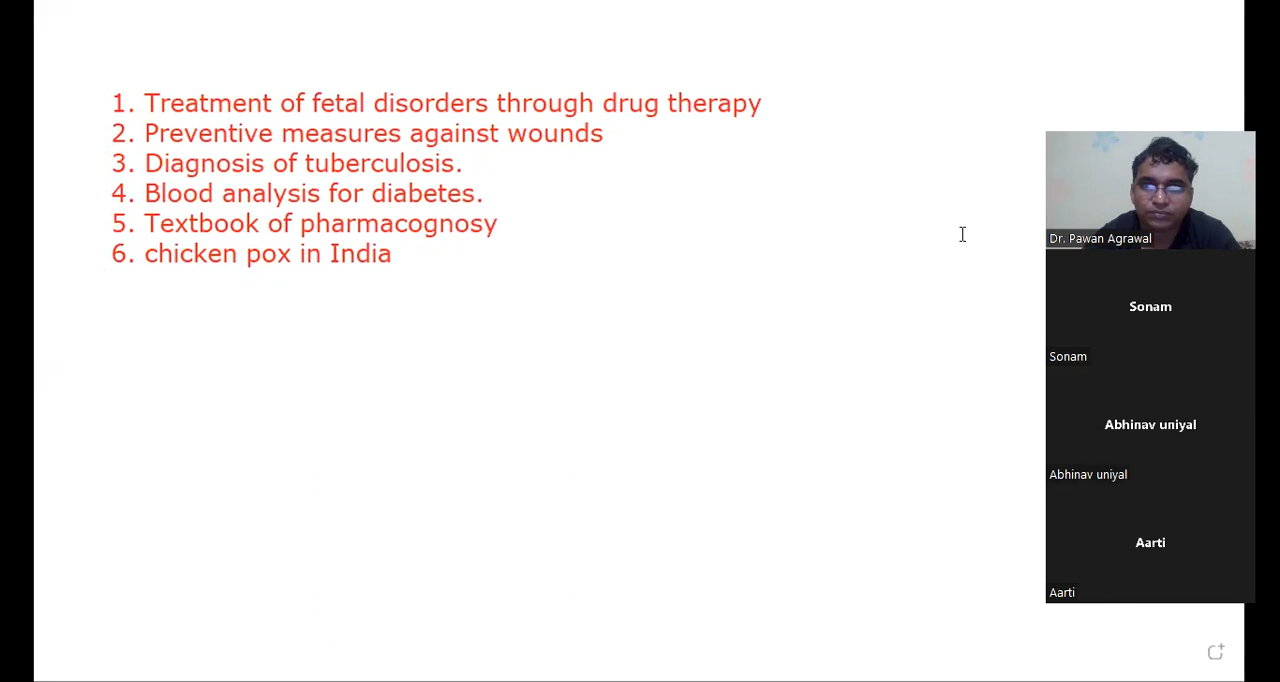 1. Treatment of fetal disorders through drug therapy
2. Preventive measures against wounds
3. Diagnosis of tuberculosis.
4. Blood analysis for diabetes.
5. Textbook of pharmacognosy
6. chicken pox in India
Dr. Pawan Agrawal
Sonam
Sonam
Abhinav uniyal
Abhinav uniyal
Aarti
Aarti